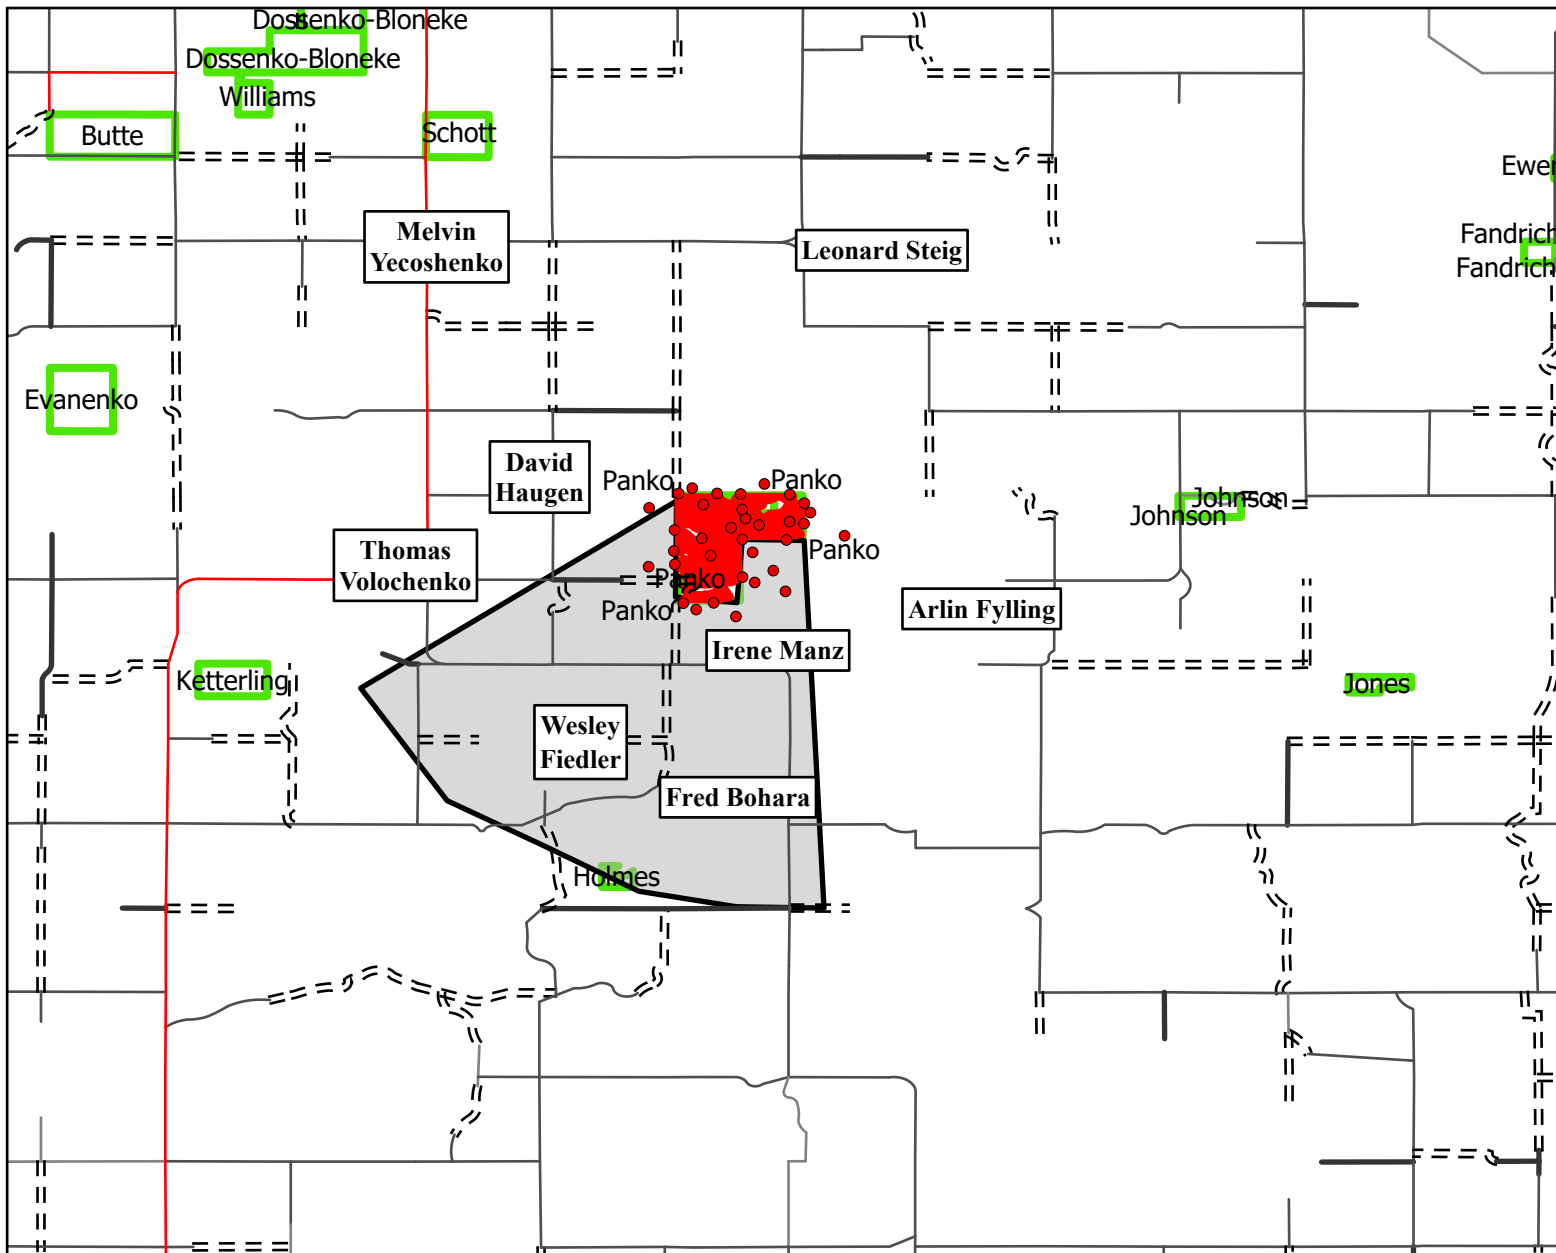 Dossenko-Bloneke
Dossenko-Bloneke
Williams
Butte
Schott
Ewer
Melvin
Yecoshenko
Leonard Steig
Fandrich
Fandrich
Evanenko
David
Haugen
Panko
Panko
Johnson
Johnson
Thomas
Volochenko
Panko
Panko
Panko
Arlin Fylling
Irene Manz
Ketterling
Jones
Wesley
Fiedler
Fred Bohara
Holmes